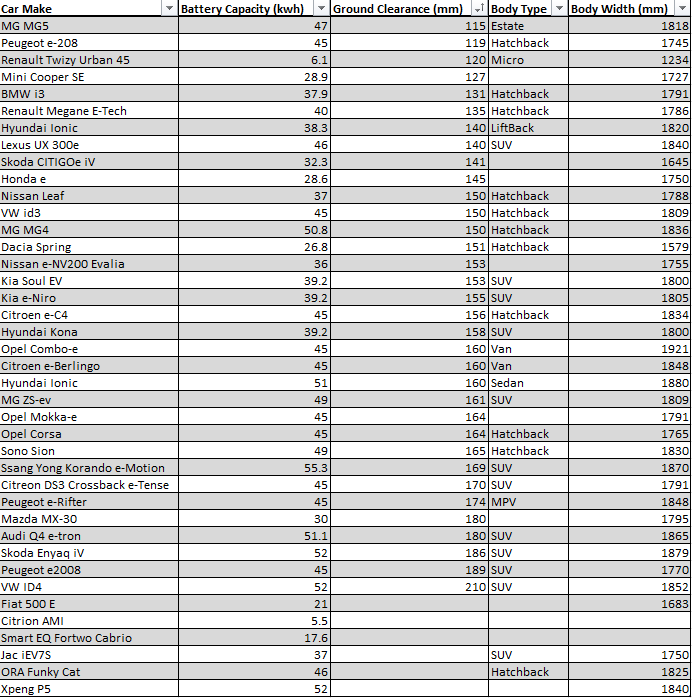 Car Make Battery Capacity (kwh) Ground Clearance (mm) Body Type Body Width (mm)
MG MG5 47 115 Estate 1818
Peugeot e-208 45 119 Hatchback 1745
Renault Twizy Urban 45 6.1 120 Micro 1234
Mini Cooper SE 28.9 127 1727
BMW i3 37.9 131 Hatchback 1791
Renault Megane E-Tech 40 135 Hatchback 1786
Hyundai Ionic 38.3 140 LiftBack 1820
Lexus UX 300e 46 140 SUV 1840
Skoda CITIGOe iV 32.3 141 1645
Honda e 28.6 145 1750
Nissan Leaf 37 150 Hatchback 1788
VW id3 45 150 Hatchback 1809
MG MG4 50.8 150 Hatchback 1836
Dacia Spring 26.8 151 Hatchback 1579
Nissan e-NV200 Evalia 36 153 1755
Kia Soul EV 39.2 153 SUV 1800
Kia e-Niro 39.2 155 SUV 1805
Citroen e-C4 45 156 Hatchback 1834
Hyundai Kona 39.2 158 SUV 1800
Opel Combo-e 45 160 Van 1921
Citroen e-Berlingo 45 160 Van 1848
Hyundai Ionic 51 160 Sedan 1880
MG ZS-ev 49 161 SUV 1809
Opel Mokka-e 45 164 1791
Opel Corsa 45 164 Hatchback 1765
Sono Sion 49 165 Hatchback 1830
Ssang Yong Korando e-Motion 55.3 169 SUV 1870
Citreon DS3 Crossback e-Tense 45 170 SUV 1791
Peugeot e-Rifter 45 174 MPV 1848
Mazda MX-30 30 180 1795
Audi Q4 e-tron 51.1 180 SUV 1865
Skoda Enyaq iV 52 186 SUV 1879
Peugeot e2008 45 189 SUV 1770
VW ID4 52 210 SUV 1852
Fiat 500 E 21 1683
Citrion AMI 5.5
Smart EQ Fortwo Cabrio 17.6
Jac iEV7S 37 SUV 1750
ORA Funky Cat 46 Hatchback 1825
Xpeng P5 52 1840